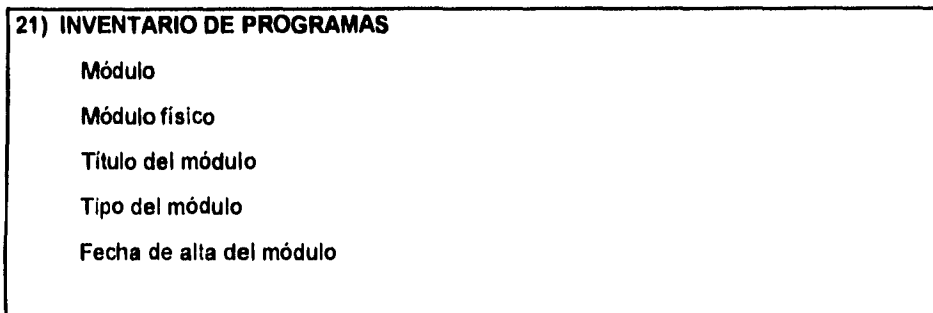 21) INVENTARIO DE PROGRAMAS
Módulo
Módulo físico
Título del módulo
Tipo del módulo
Fecha de alta del módulo